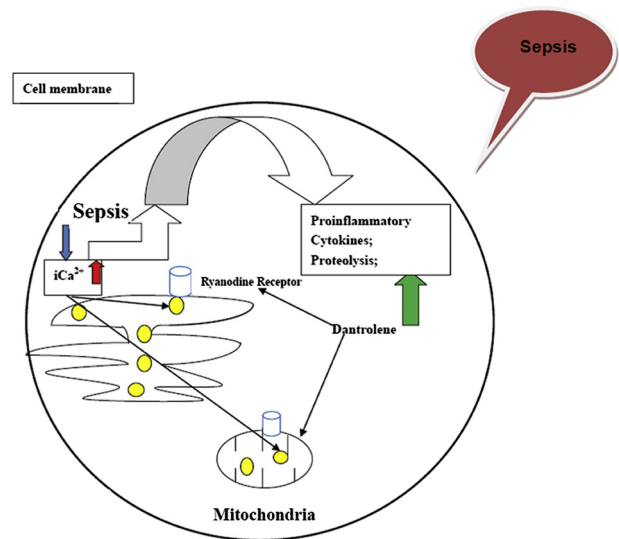 Sepsis
Cell membrane
Sepsis
Proinflammatory
Cytokines;
Proteolysis;
iCa²⁺
Ryanodine Receptor
Dantrolene
Mitochondria